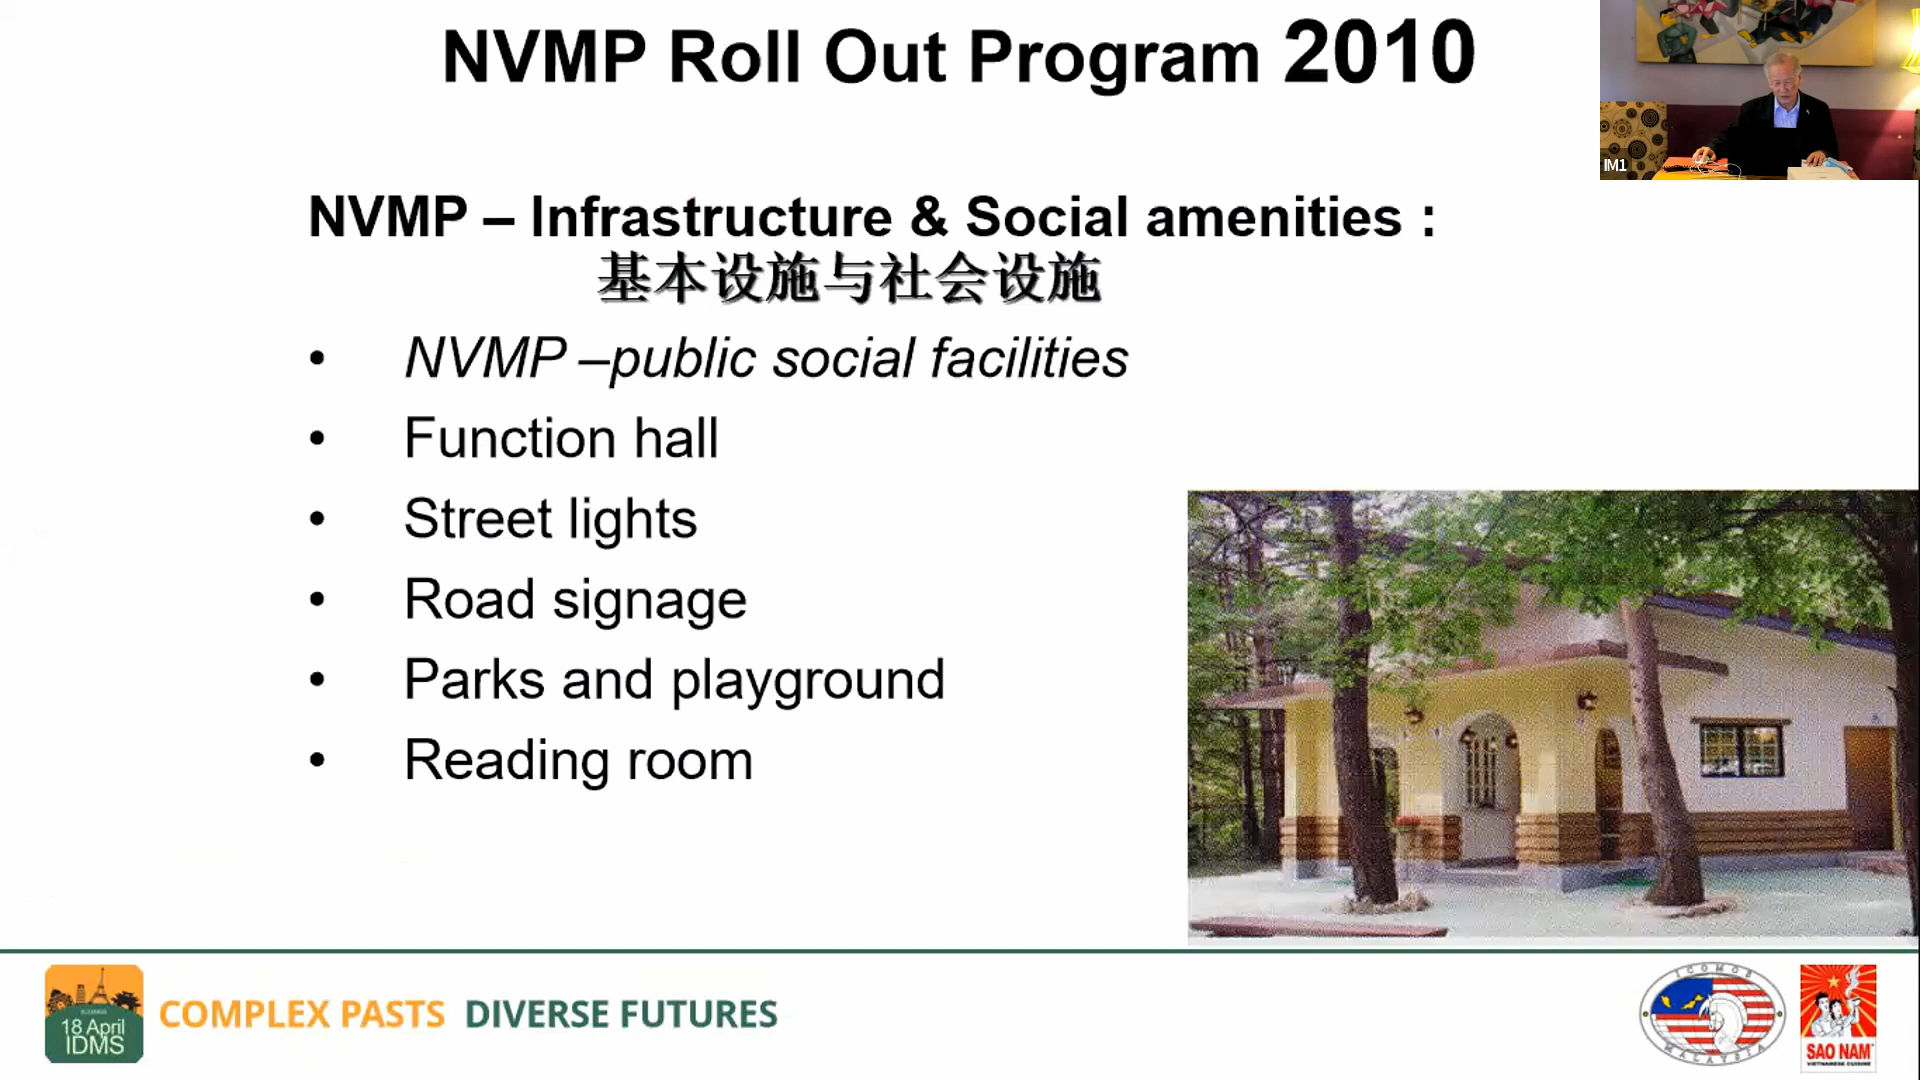 NVMP Roll Out Program 2010
IM1
NVMP – Infrastructure & Social amenities :
基本设施与社会设施
• NVMP –public social facilities
• Function hall
• Street lights
• Road signage
• Parks and playground
• Reading room
18 April
IDMS
COMPLEX PASTS DIVERSE FUTURES
ICOMOS
MALAYSIA
SAO NAM
VIETNAMESE CUISINE